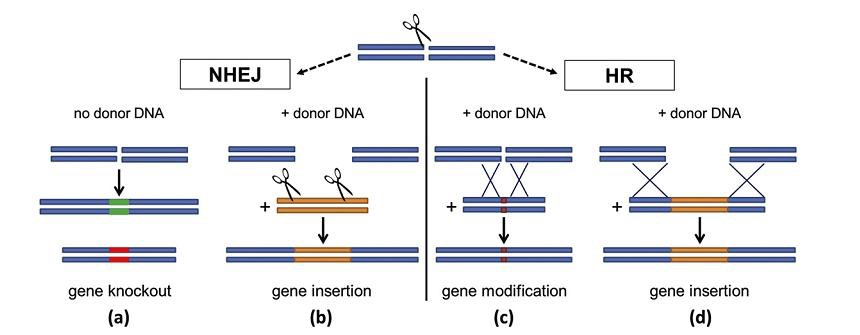 NHEJ
HR
no donor DNA
+ donor DNA
+ donor DNA
+ donor DNA
+
+
+
gene knockout
gene insertion
gene modification
gene insertion
(a)
(b)
(c)
(d)